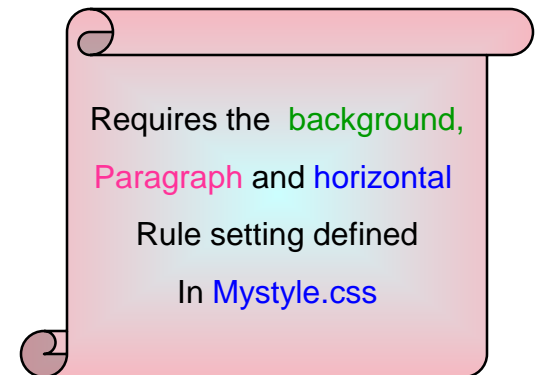 Requires the background,
Paragraph and horizontal
Rule setting defined
In Mystyle.css